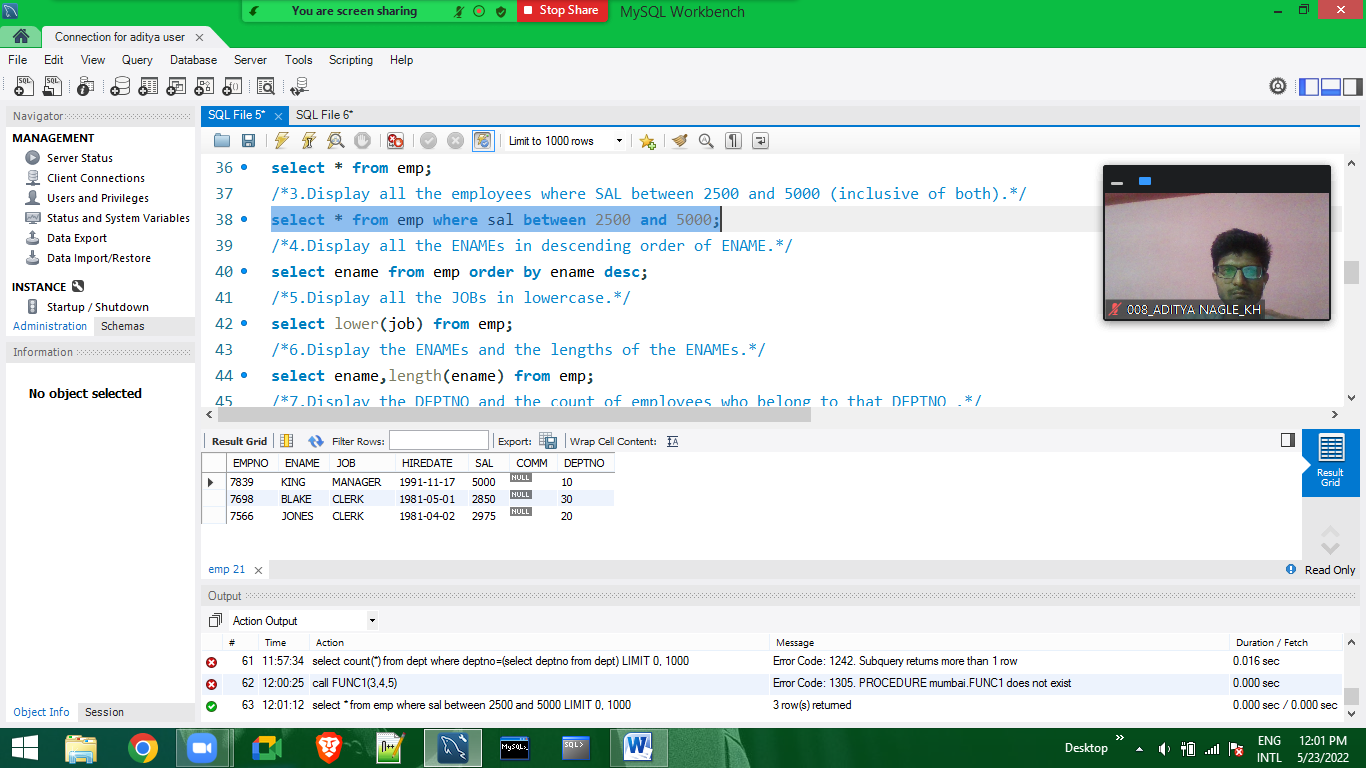 You are screen sharing
Stop Share
MySQL Workbench
Connection for aditya user
File Edit View Query Database Server Tools Scripting Help
Navigator
MANAGEMENT
Server Status
Client Connections
Users and Privileges
Status and System Variables
Data Export
Data Import/Restore
INSTANCE
Startup / Shutdown
Administration Schemas
Information
No object selected
Object Info Session
SQL File 5* SQL File 6*
Limit to 1000 rows
36 select * from emp;
37 /*3.Display all the employees where SAL between 2500 and 5000 (inclusive of both).*/
38 select * from emp where sal between 2500 and 5000;
39 /*4.Display all the ENAMEs in descending order of ENAME.*/
40 select ename from emp order by ename desc;
41 /*5.Display all the JOBs in lowercase.*/
42 select lower(job) from emp;
43 /*6.Display the ENAMEs and the lengths of the ENAMEs.*/
44 select ename,length(ename) from emp;
45 /*7.Display the DEPTNO and the count of employees who belong to that DEPTNO .*/
008_ADITYA NAGLE_KH
Result Grid Filter Rows: Export: Wrap Cell Content:
EMPNO ENAME JOB HIREDATE SAL COMM DEPTNO
7839 KING MANAGER 1991-11-17 5000 NULL 10
7698 BLAKE CLERK 1981-05-01 2850 NULL 30
7566 JONES CLERK 1981-04-02 2975 NULL 20
Result
Grid
emp 21
Read Only
Output
Action Output
# Time Action Message Duration / Fetch
61 11:57:34 select count(*) from dept where deptno=(select deptno from dept) LIMIT 0, 1000 Error Code: 1242. Subquery returns more than 1 row 0.016 sec
62 12:00:25 call FUNC1(3,4,5) Error Code: 1305. PROCEDURE mumbai.FUNC1 does not exist 0.000 sec
63 12:01:12 select * from emp where sal between 2500 and 5000 LIMIT 0, 1000 3 row(s) returned 0.000 sec / 0.000 sec
Desktop
ENG
INTL
12:01 PM
5/23/2022